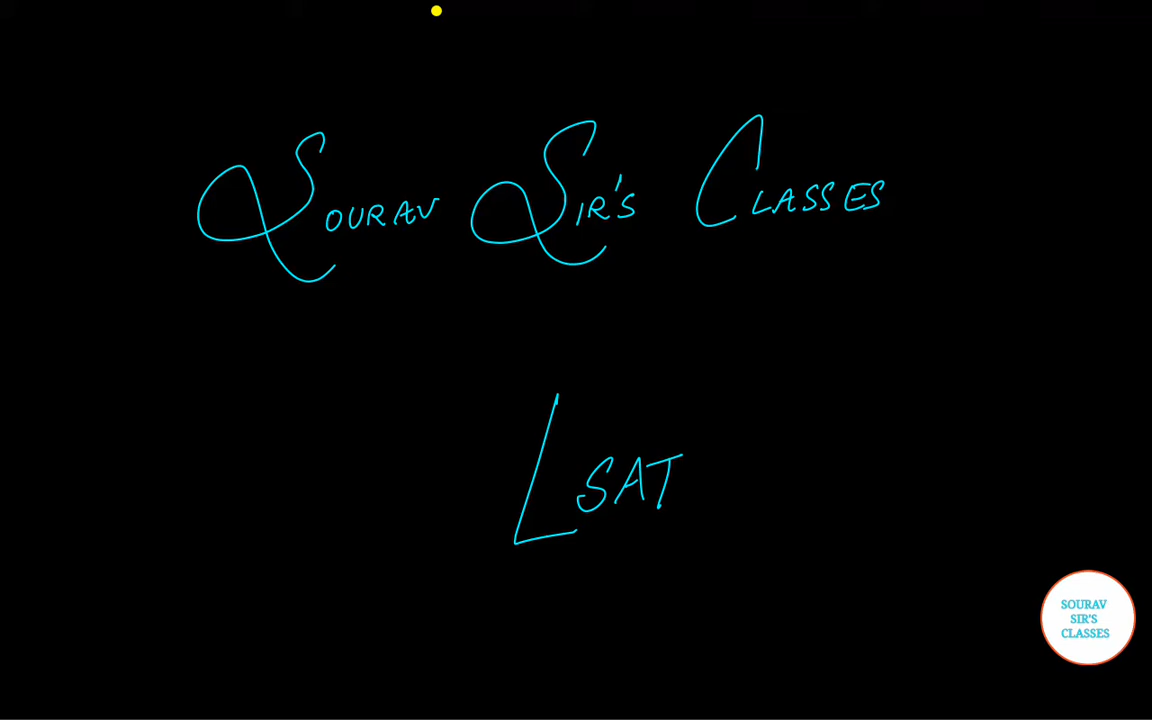 SOURAV SIR'S CLASSES
LSAT
SOURAV
SIR'S
CLASSES